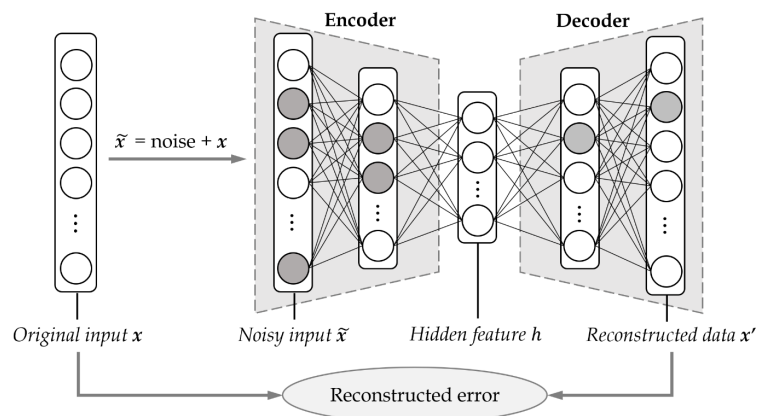 Encoder
Decoder
x̃ = noise + x
Original input x
Noisy input x̃
Hidden feature h
Reconstructed data x'
Reconstructed error